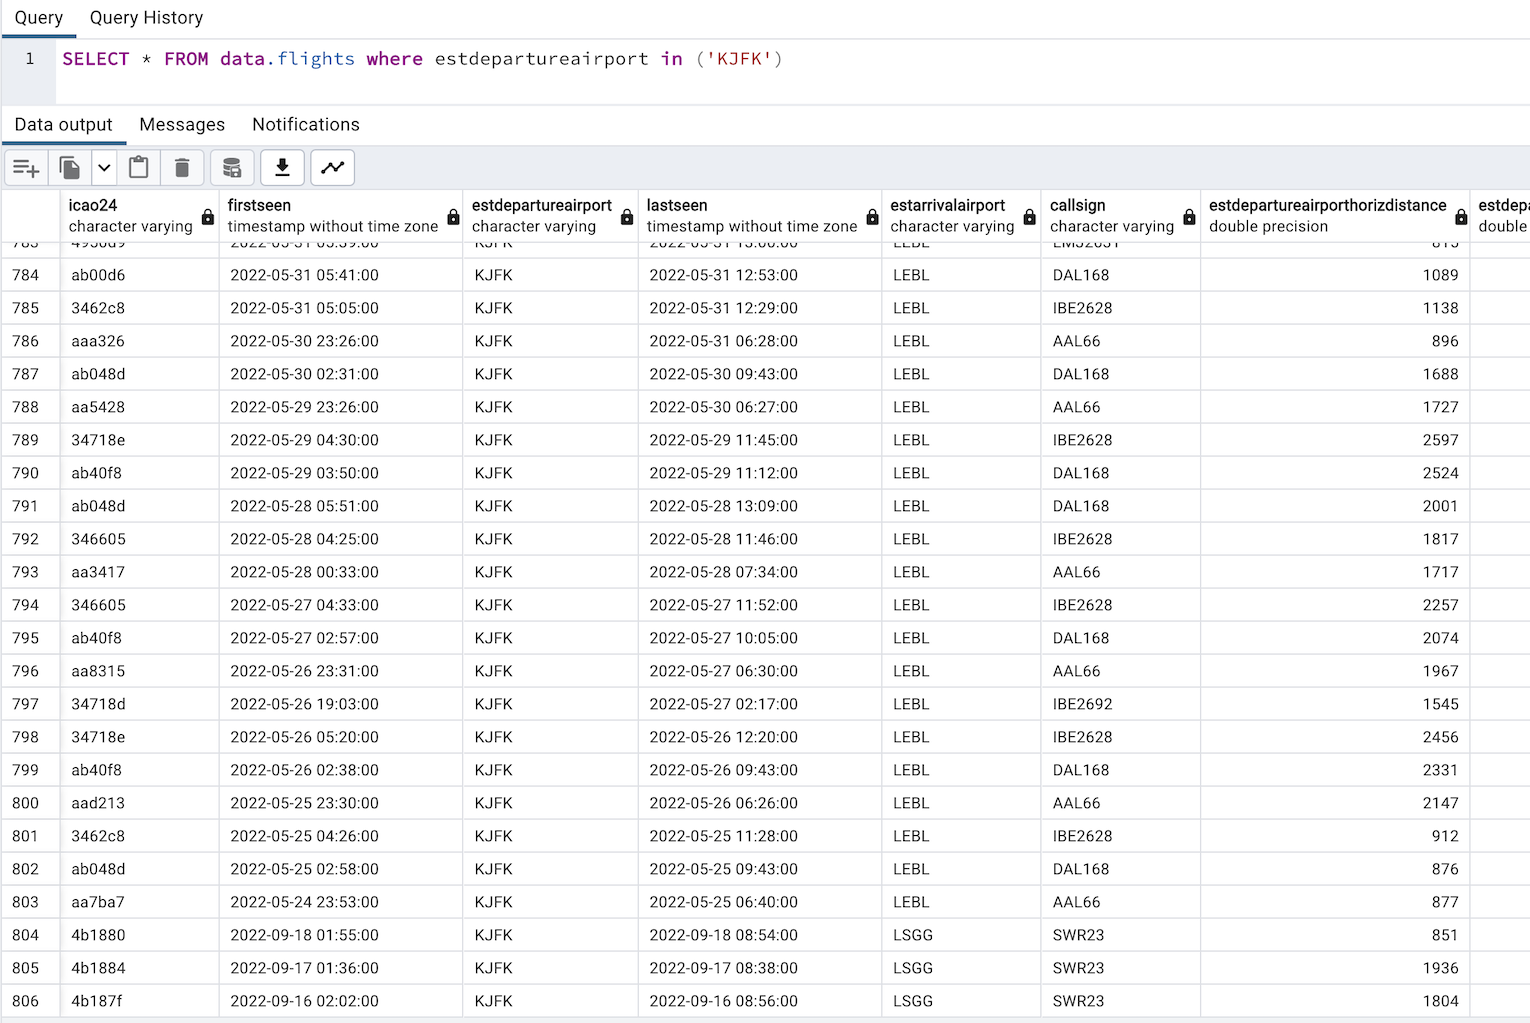 Query Query History
1 SELECT * FROM data.flights where estdepartureairport in ('KJFK')
Data output Messages Notifications
icao24 firstseen estdepartureairport lastseen estarrivalairport callsign estdepartureairporthorizdistance estdepa
character varying timestamp without time zone character varying timestamp without time zone character varying character varying double precision double
784 ab00d6 2022-05-31 05:41:00 KJFK 2022-05-31 12:53:00 LEBL DAL168 1089
785 3462c8 2022-05-31 05:05:00 KJFK 2022-05-31 12:29:00 LEBL IBE2628 1138
786 aaa326 2022-05-30 23:26:00 KJFK 2022-05-31 06:28:00 LEBL AAL66 896
787 ab048d 2022-05-30 02:31:00 KJFK 2022-05-30 09:43:00 LEBL DAL168 1688
788 aa5428 2022-05-29 23:26:00 KJFK 2022-05-30 06:27:00 LEBL AAL66 1727
789 34718e 2022-05-29 04:30:00 KJFK 2022-05-29 11:45:00 LEBL IBE2628 2597
790 ab40f8 2022-05-29 03:50:00 KJFK 2022-05-29 11:12:00 LEBL DAL168 2524
791 ab048d 2022-05-28 05:51:00 KJFK 2022-05-28 13:09:00 LEBL DAL168 2001
792 346605 2022-05-28 04:25:00 KJFK 2022-05-28 11:46:00 LEBL IBE2628 1817
793 aa3417 2022-05-28 00:33:00 KJFK 2022-05-28 07:34:00 LEBL AAL66 1717
794 346605 2022-05-27 04:33:00 KJFK 2022-05-27 11:52:00 LEBL IBE2628 2257
795 ab40f8 2022-05-27 02:57:00 KJFK 2022-05-27 10:05:00 LEBL DAL168 2074
796 aa8315 2022-05-26 23:31:00 KJFK 2022-05-27 06:30:00 LEBL AAL66 1967
797 34718d 2022-05-26 19:03:00 KJFK 2022-05-27 02:17:00 LEBL IBE2692 1545
798 34718e 2022-05-26 05:20:00 KJFK 2022-05-26 12:20:00 LEBL IBE2628 2456
799 ab40f8 2022-05-26 02:38:00 KJFK 2022-05-26 09:43:00 LEBL DAL168 2331
800 aad213 2022-05-25 23:30:00 KJFK 2022-05-26 06:26:00 LEBL AAL66 2147
801 3462c8 2022-05-25 04:26:00 KJFK 2022-05-25 11:28:00 LEBL IBE2628 912
802 ab048d 2022-05-25 02:58:00 KJFK 2022-05-25 09:43:00 LEBL DAL168 876
803 aa7ba7 2022-05-24 23:53:00 KJFK 2022-05-25 06:40:00 LEBL AAL66 877
804 4b1880 2022-09-18 01:55:00 KJFK 2022-09-18 08:54:00 LSGG SWR23 851
805 4b1884 2022-09-17 01:36:00 KJFK 2022-09-17 08:38:00 LSGG SWR23 1936
806 4b187f 2022-09-16 02:02:00 KJFK 2022-09-16 08:56:00 LSGG SWR23 1804